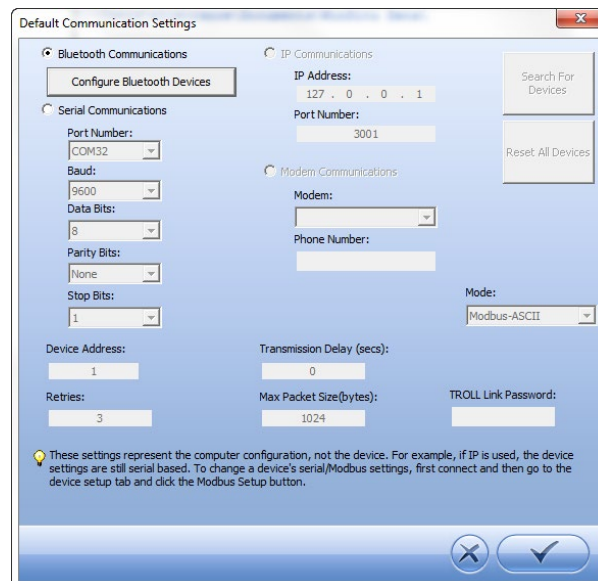 Default Communication Settings
Bluetooth Communications
Configure Bluetooth Devices
Serial Communications
Port Number:
COM32
Baud:
9600
Data Bits:
8
Parity Bits:
None
Stop Bits:
1
IP Communications
IP Address:
127 . 0 . 0 . 1
Port Number:
3001
Modem Communications
Modem:
Phone Number:
Search For
Devices
Reset All Devices
Mode:
Modbus-ASCII
Device Address:
1
Transmission Delay (secs):
0
Retries:
3
Max Packet Size(bytes):
1024
TROLL Link Password:
These settings represent the computer configuration, not the device. For example, if IP is used, the device
settings are still serial based. To change a device's serial/Modbus settings, first connect and then go to the
device setup tab and click the Modbus Setup button.